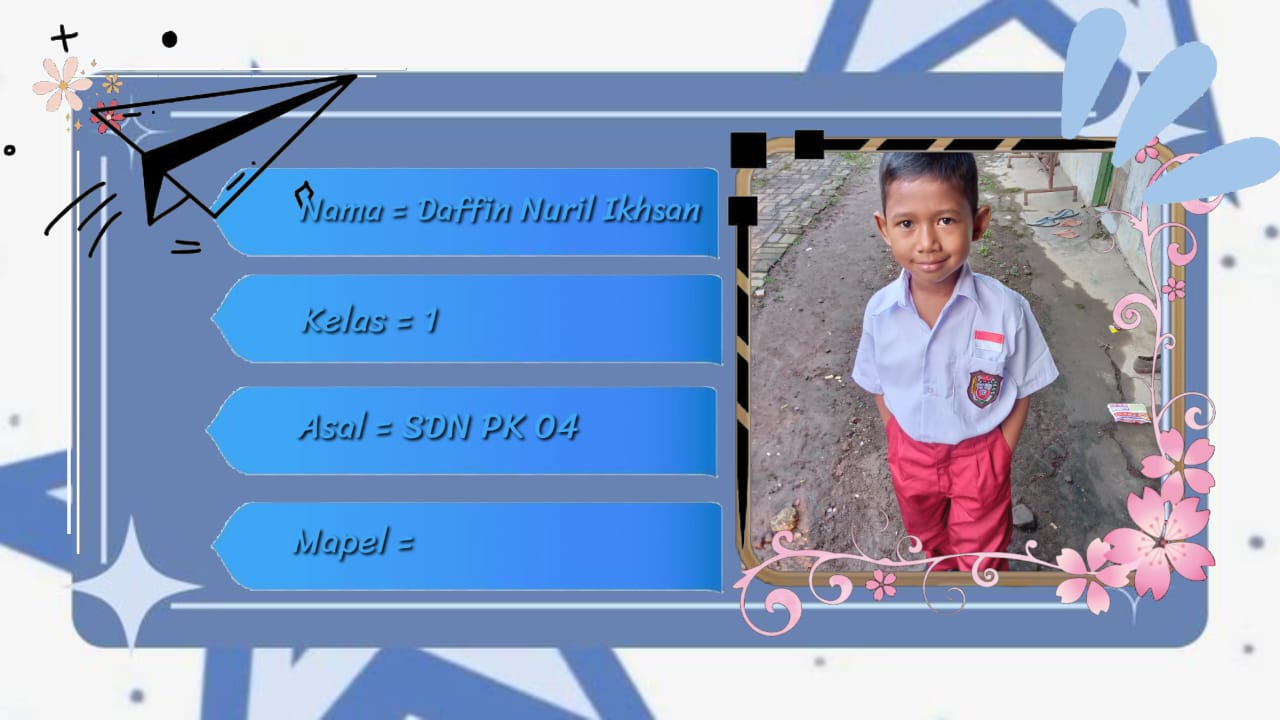 Nama = Daffin Nuril Ikhsan
Kelas = 1
Asal = SDN PK 04
Mapel =